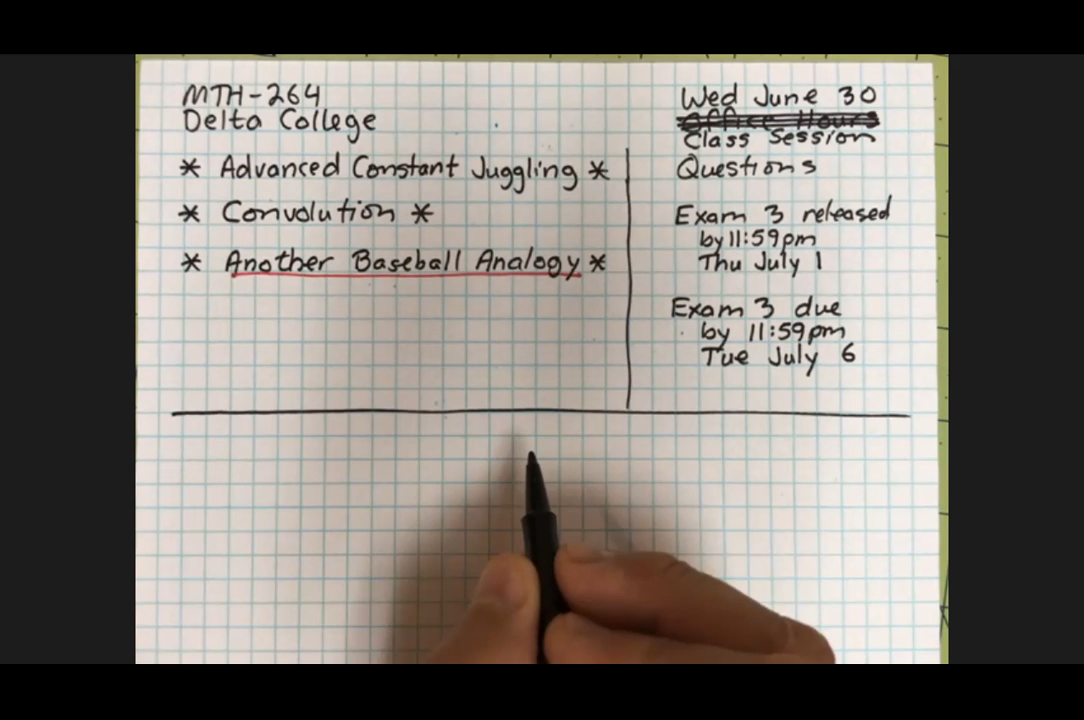 MTH-264
Delta College
* Advanced Constant Juggling *
* Convolution *
* Another Baseball Analogy *
Wed June 30
Office Hours
Class Session
Questions
Exam 3 released
by 11:59pm
Thu July 1
Exam 3 due
by 11:59pm
Tue July 6